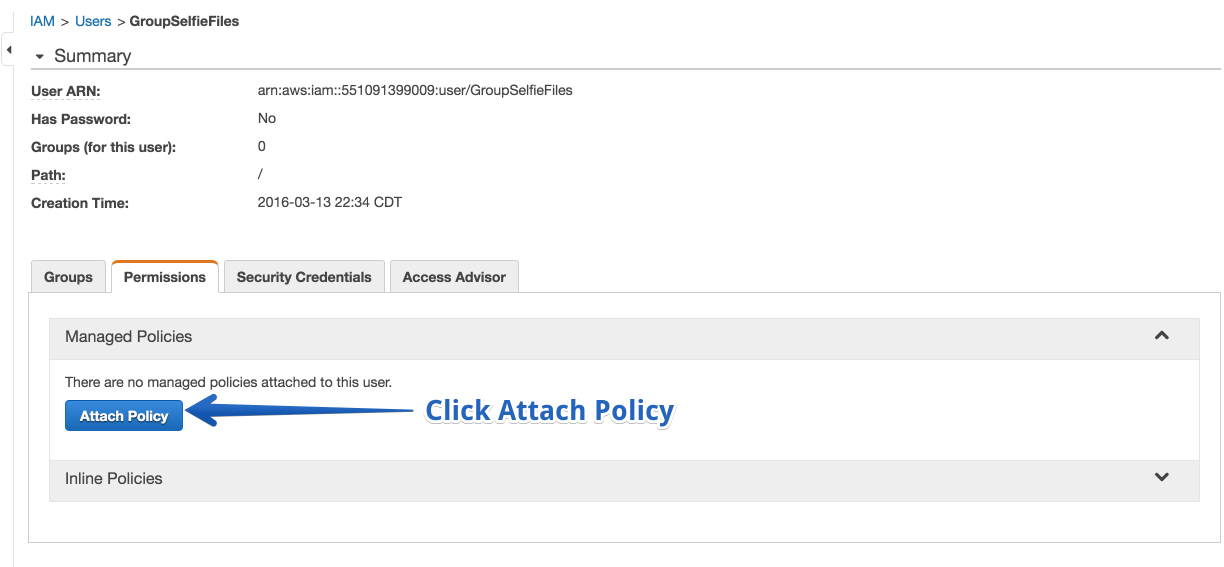 IAM > Users > GroupSelfieFiles
Summary
User ARN: arn:aws:iam::551091399009:user/GroupSelfieFiles
Has Password: No
Groups (for this user): 0
Path: /
Creation Time: 2016-03-13 22:34 CDT
Groups Permissions Security Credentials Access Advisor
Managed Policies
There are no managed policies attached to this user.
Attach Policy Click Attach Policy
Inline Policies